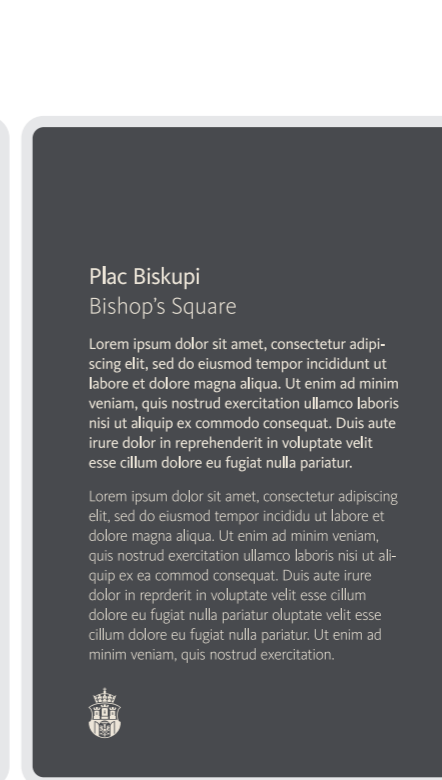 Plac Biskupi
Bishop's Square
Lorem ipsum dolor sit amet, consectetur adipi-
scing elit, sed do eiusmod tempor incididunt ut
labore et dolore magna aliqua. Ut enim ad minim
veniam, quis nostrud exercitation ullamco laboris
nisi ut aliquip ex commodo consequat. Duis aute
irure dolor in reprehenderit in voluptate velit
esse cillum dolore eu fugiat nulla pariatur.
Lorem ipsum dolor sit amet, consectetur adipiscing
elit, sed do eiusmod tempor incididu ut labore et
dolore magna aliqua. Ut enim ad minim veniam,
quis nostrud exercitation ullamco laboris nisi ut ali-
quip ex ea commod consequat. Duis aute irure
dolor in reprderit in voluptate velit esse cillum
dolore eu fugiat nulla pariatur oluptate velit esse
cillum dolore eu fugiat nulla pariatur. Ut enim ad
minim veniam, quis nostrud exercitation.